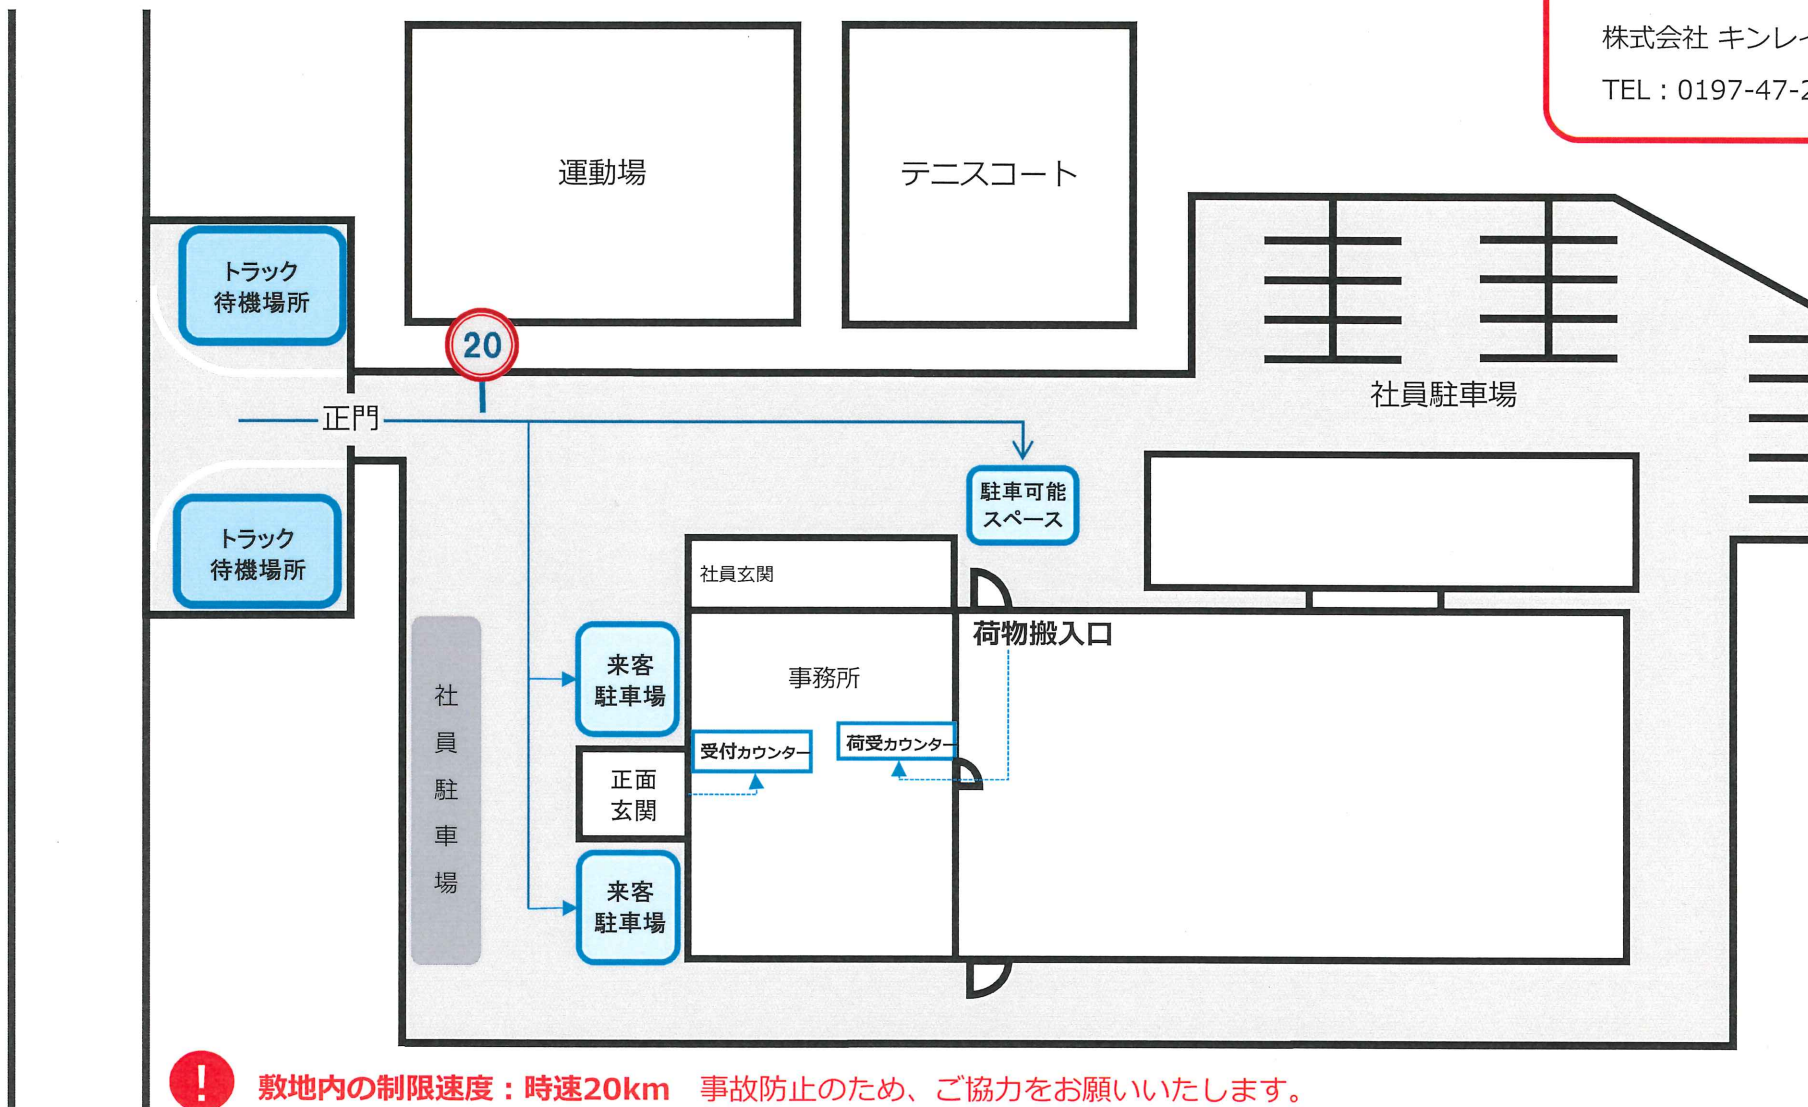 株式会社 キンレイ
TEL：0197-47-2
運動場
テニスコート
トラック
待機場所
20
正門
社員駐車場
駐車可能
スペース
トラック
待機場所
社員玄関
荷物搬入口
来客
駐車場
事務所
社員駐車場
受付カウンター
荷受カウンター
正面
玄関
来客
駐車場
! 敷地内の制限速度：時速20km 事故防止のため、ご協力をお願いいたします。